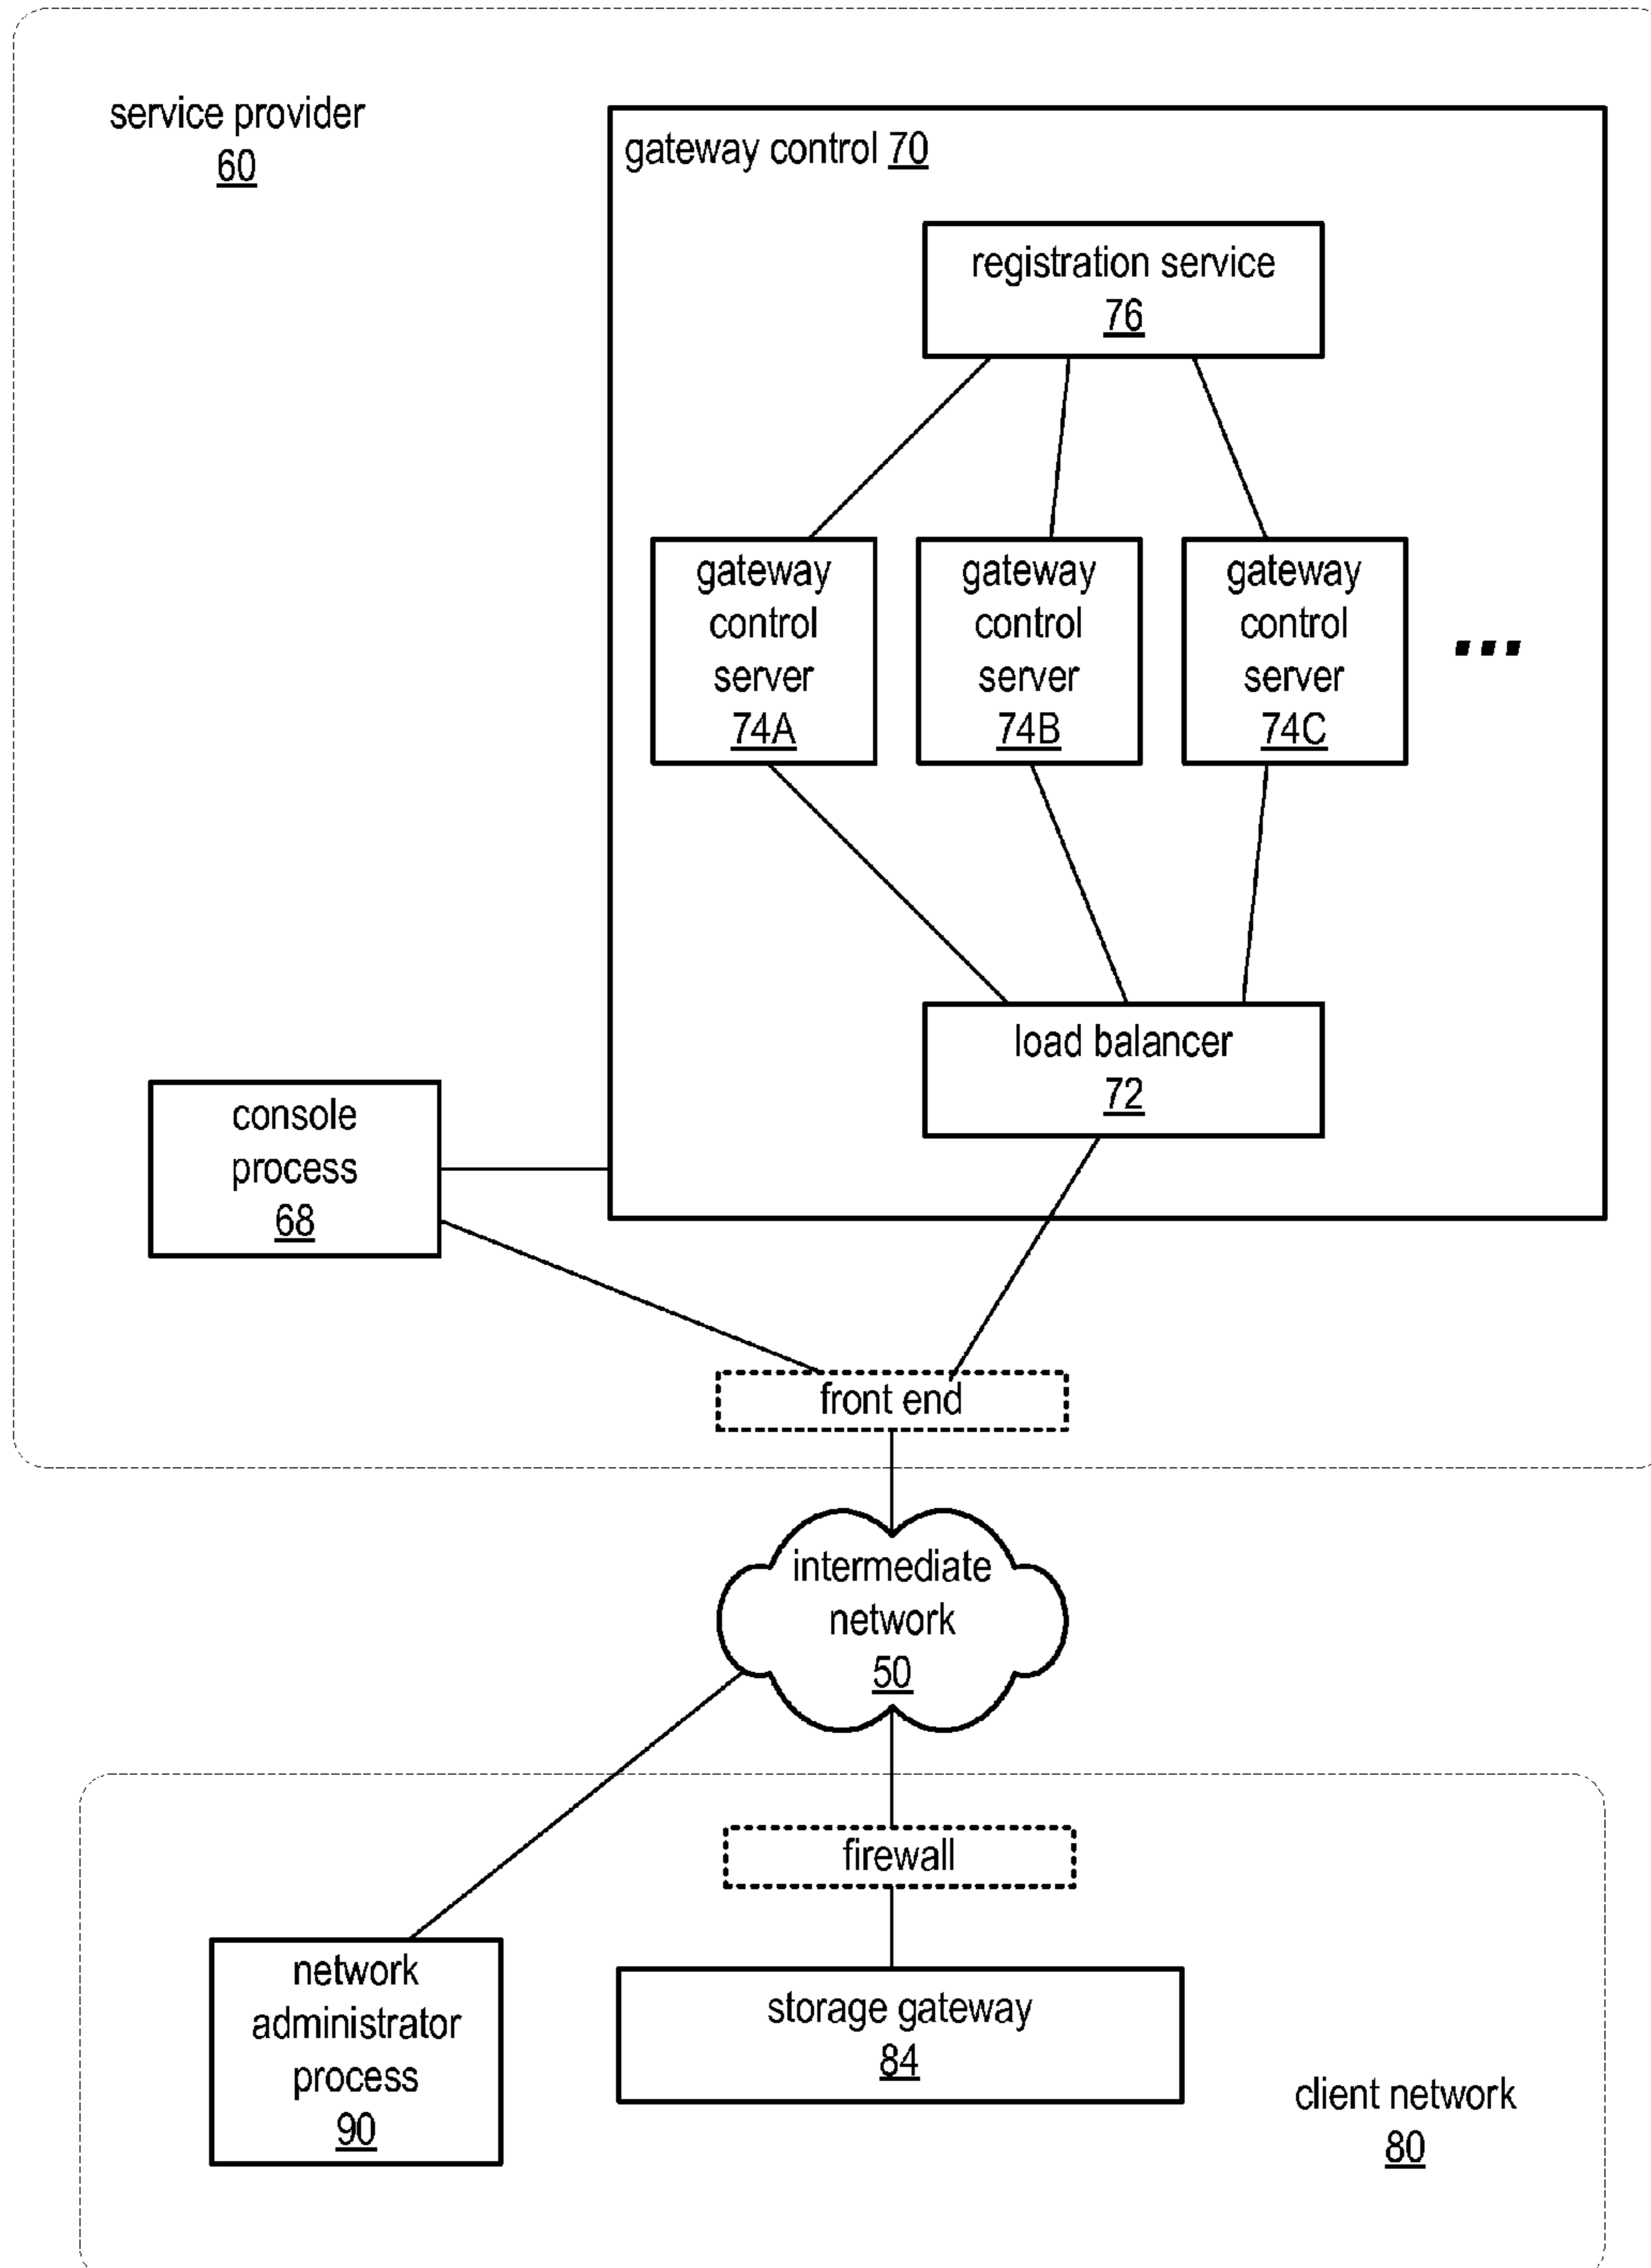 service provider
60
gateway control 70
registration service
76
gateway
control
server
74A
gateway
control
server
74B
gateway
control
server
74C
...
load balancer
72
console
process
68
front end
intermediate
network
50
firewall
network
administrator
process
90
storage gateway
84
client network
80